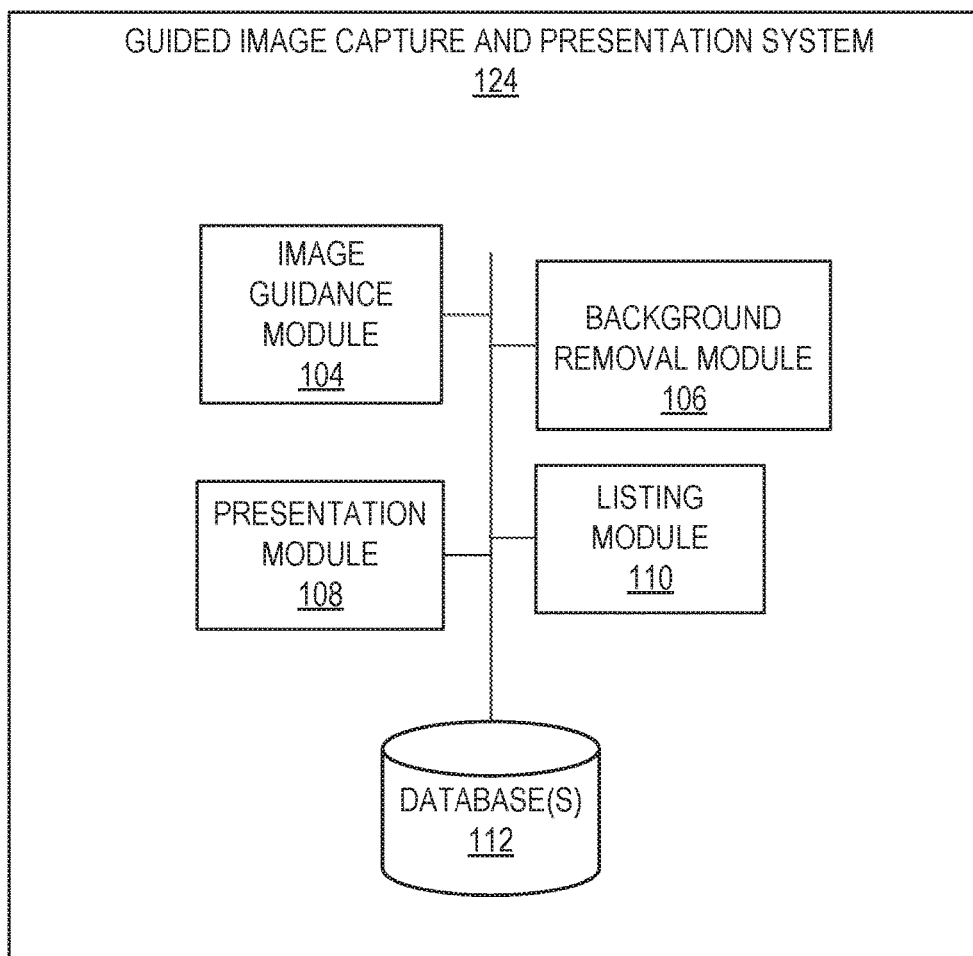 GUIDED IMAGE CAPTURE AND PRESENTATION SYSTEM
124
IMAGE
GUIDANCE
MODULE
104
BACKGROUND
REMOVAL MODULE
106
PRESENTATION
MODULE
108
LISTING
MODULE
110
DATABASE(S)
112